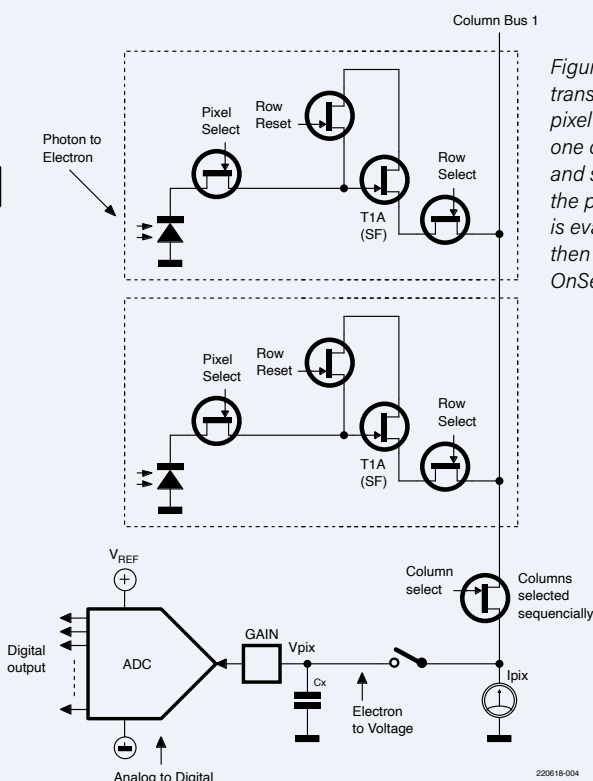 Column Bus 1
Photon to
Electron
Pixel
Select
Row
Reset
T1A
(SF)
Row
Select
Pixel
Select
Row
Reset
T1A
(SF)
Row
Select
Figur
trans
pixel
one c
and s
the p
is eva
then
OnSe
Column
select
Columns
selected
sequencially
VREF
Digital
output
ADC
GAIN
Vpix
Cx
Electron
to Voltage
Ipix
Analog to Digital
220618-004